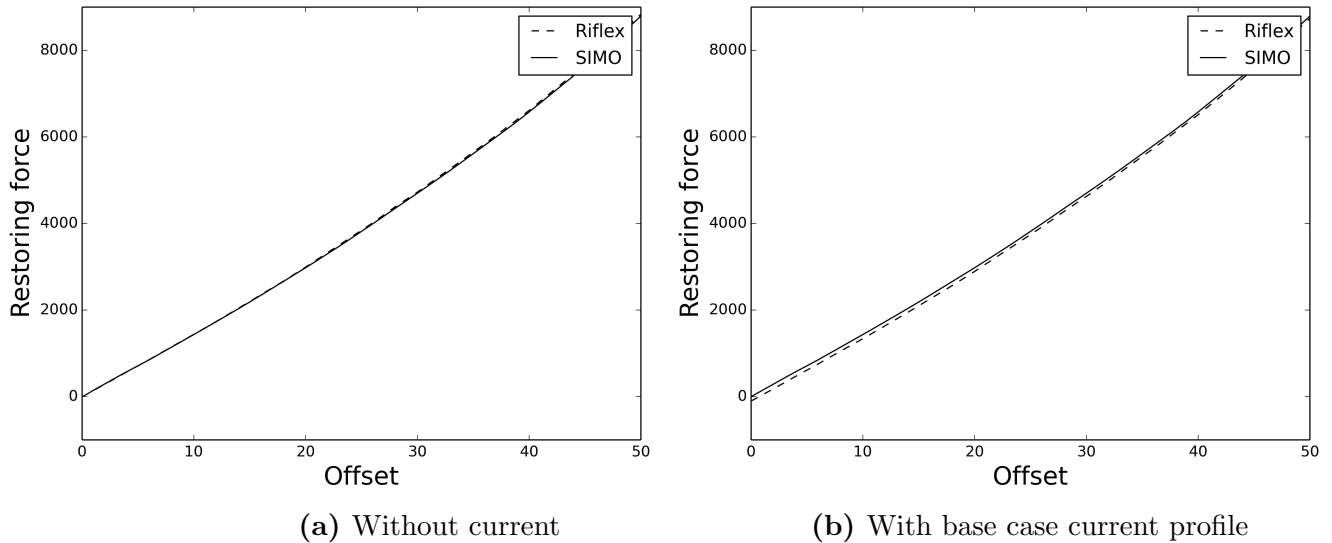 Riflex
SIMO
8000
6000
4000
2000
0
Restoring force
0 10 20 30 40 50
Offset
(a) Without current
Riflex
SIMO
8000
6000
4000
2000
0
Restoring force
0 10 20 30 40 50
Offset
(b) With base case current profile